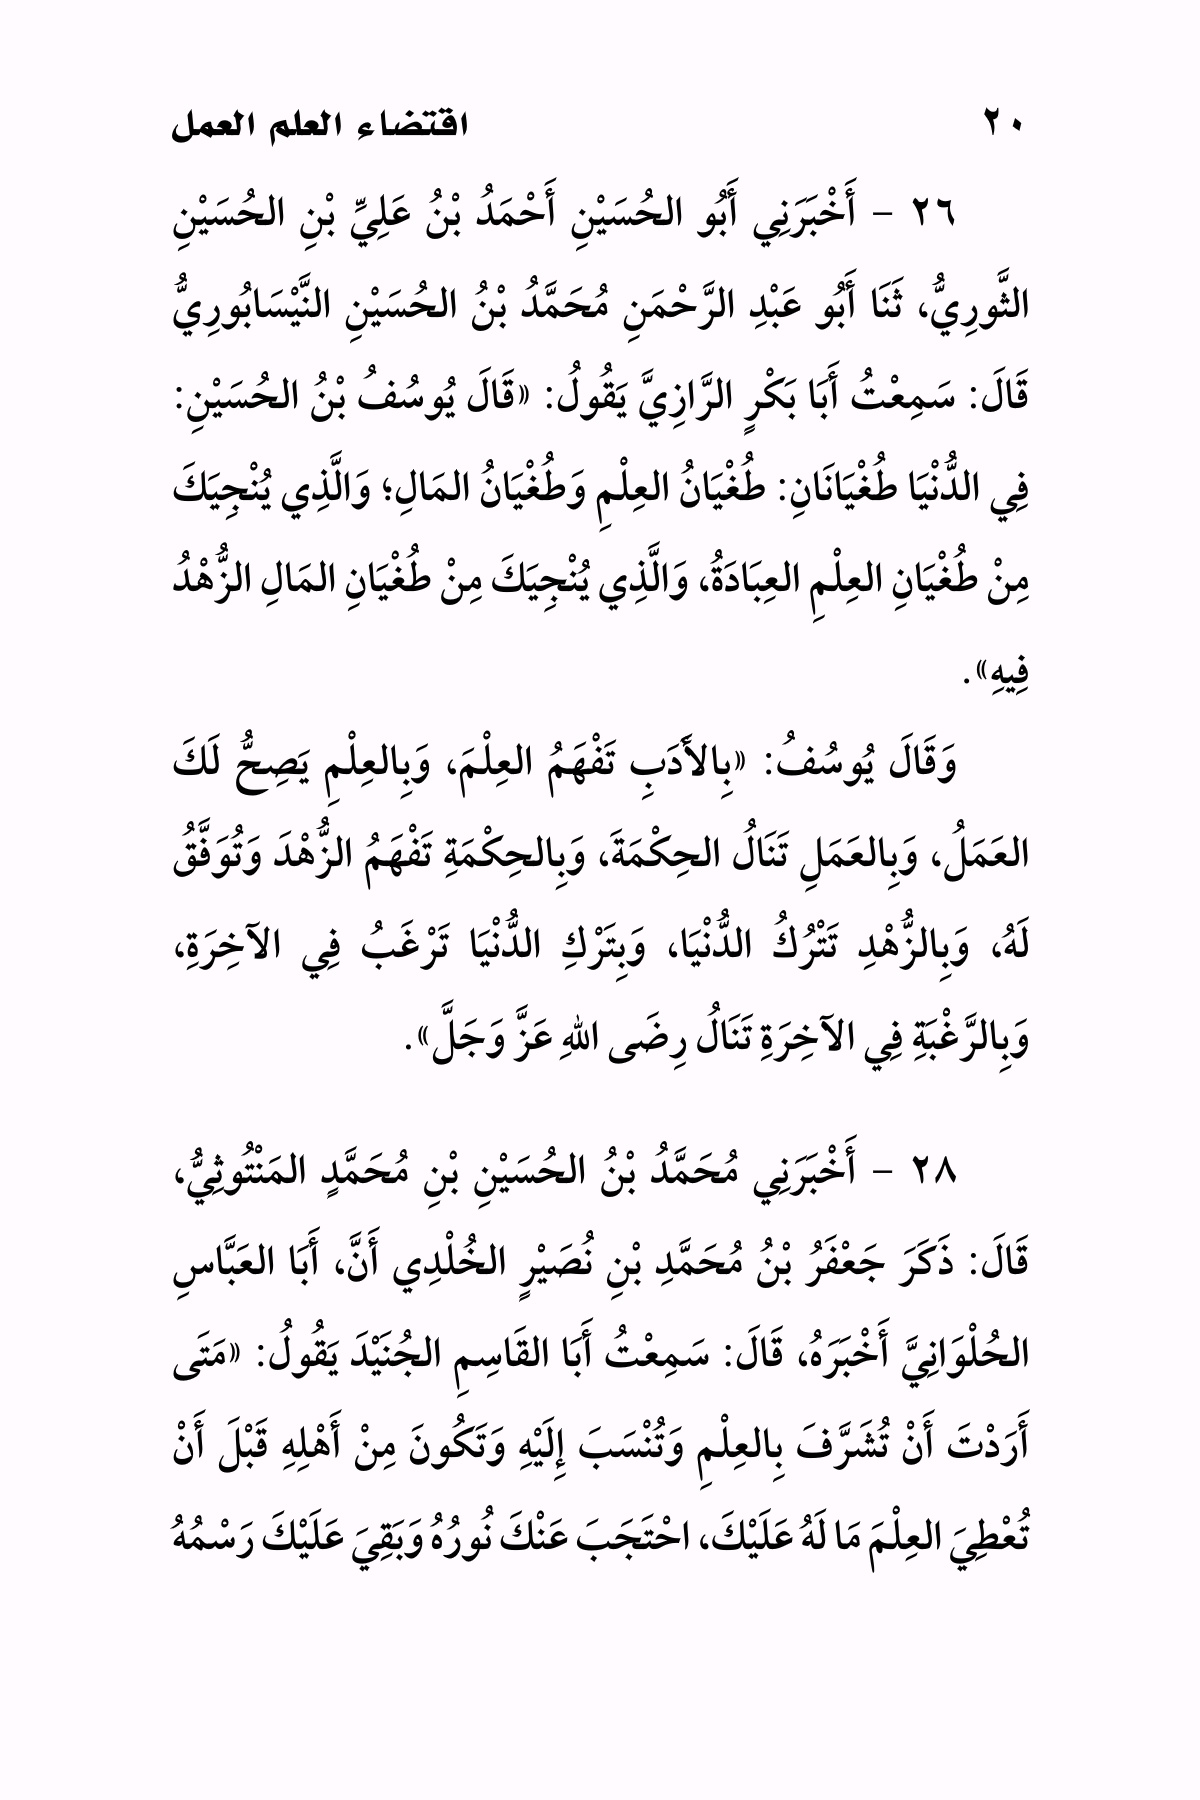 ٢٠ اقتضاء العلم العمل
٢٦ – أَخْبَرَنِي أَبُو الحُسَيْنِ أَحْمَدُ بْنُ عَلِيِّ بْنِ الحُسَيْنِ
الثَّورِيُّ، ثَنَا أَبُو عَبْدِ الرَّحْمَنِ مُحَمَّدُ بْنُ الحُسَيْنِ النَّيْسَابُورِيُّ
قَالَ: سَمِعْتُ أَبَا بَكْرٍ الرَّازِيَّ يَقُولُ: «قَالَ يُوسُفُ بْنُ الحُسَيْنِ:
فِي الدُّنْيَا طُغْيَانَانِ: طُغْيَانُ العِلْمِ وَطُغْيَانُ المَالِ؛ وَالَّذِي يُنْجِيَكَ
مِنْ طُغْيَانِ العِلْمِ العِبَادَةُ، وَالَّذِي يُنْجِيَكَ مِنْ طُغْيَانِ المَالِ الزُّهْدُ
فِيهِ».
وَقَالَ يُوسُفُ: «بِالأَدَبِ تَفْهَمُ العِلْمَ، وَبِالعِلْمِ يَصِحُّ لَكَ
العَمَلُ، وَبِالعَمَلِ تَنَالُ الحِكْمَةَ، وَبِالحِكْمَةِ تَفْهَمُ الزُّهْدَ وَتُوَفَّقُ
لَهُ، وَبِالزُّهْدِ تَتْرُكُ الدُّنْيَا، وَبِتَرْكِ الدُّنْيَا تَرْغَبُ فِي الآخِرَةِ،
وَبِالرَّغْبَةِ فِي الآخِرَةِ تَنَالُ رِضَى اللهِ عَزَّ وَجَلَّ».
٢٨ – أَخْبَرَنِي مُحَمَّدُ بْنُ الحُسَيْنِ بْنِ مُحَمَّدٍ المَنْتُوثِيُّ،
قَالَ: ذَكَرَ جَعْفَرُ بْنُ مُحَمَّدِ بْنِ نُصَيْرٍ الخُلْدِي أَنَّ، أَبَا العَبَّاسِ
الحُلْوَانِيَّ أَخْبَرَهُ، قَالَ: سَمِعْتُ أَبَا القَاسِمِ الجُنَيْدَ يَقُولُ: «مَتَى
أَرَدْتَ أَنْ تُشَرَّفَ بِالعِلْمِ وَتُنْسَبَ إِلَيْهِ وَتَكُونَ مِنْ أَهْلِهِ قَبْلَ أَنْ
تُعْطِيَ العِلْمَ مَا لَهُ عَلَيْكَ، احْتَجَبَ عَنْكَ نُورُهُ وَبَقِيَ عَلَيْكَ رَسْمُهُ